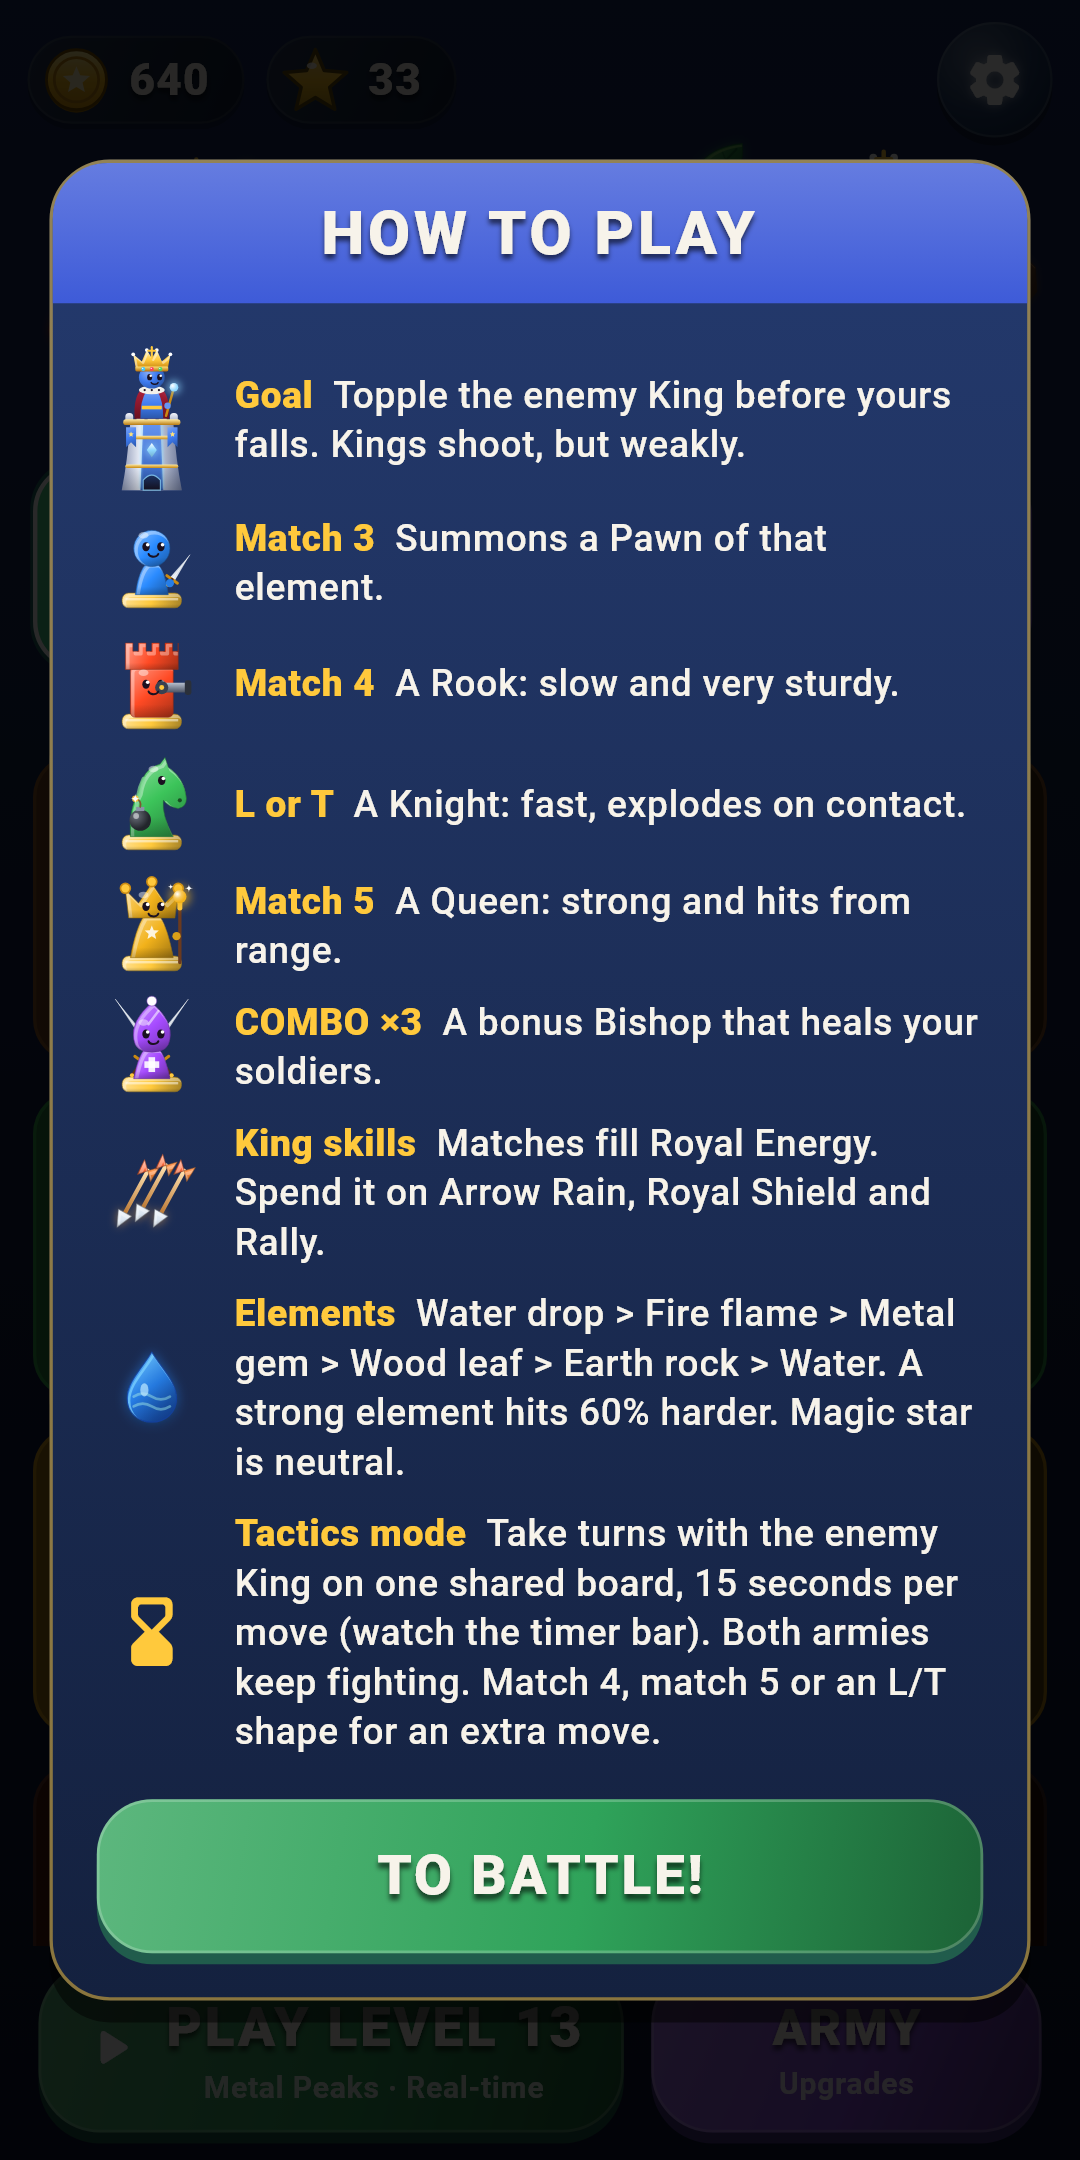 640 33
HOW TO PLAY
Goal Topple the enemy King before yours
falls. Kings shoot, but weakly.
Match 3 Summons a Pawn of that
element.
Match 4 A Rook: slow and very sturdy.
L or T A Knight: fast, explodes on contact.
Match 5 A Queen: strong and hits from
range.
COMBO ×3 A bonus Bishop that heals your
soldiers.
King skills Matches fill Royal Energy.
Spend it on Arrow Rain, Royal Shield and
Rally.
Elements Water drop > Fire flame > Metal
gem > Wood leaf > Earth rock > Water. A
strong element hits 60% harder. Magic star
is neutral.
Tactics mode Take turns with the enemy
King on one shared board, 15 seconds per
move (watch the timer bar). Both armies
keep fighting. Match 4, match 5 or an L/T
shape for an extra move.
TO BATTLE!
PLAY LEVEL 13
Metal Peaks · Real-time
ARMY
Upgrades